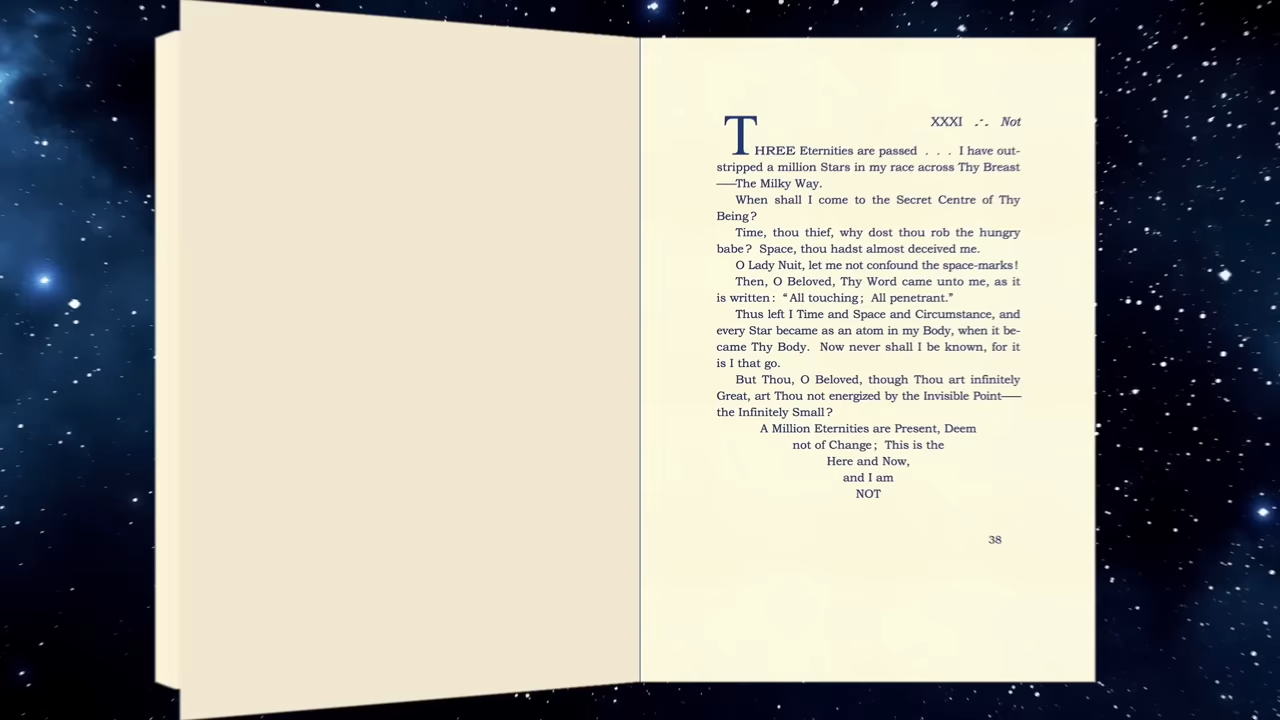 XXXI .·. Not
THREE Eternities are passed . . . I have out-
stripped a million Stars in my race across Thy Breast
——The Milky Way.
When shall I come to the Secret Centre of Thy
Being?
Time, thou thief, why dost thou rob the hungry
babe? Space, thou hadst almost deceived me.
O Lady Nuit, let me not confound the space-marks!
Then, O Beloved, Thy Word came unto me, as it
is written: “All touching; All penetrant.”
Thus left I Time and Space and Circumstance, and
every Star became as an atom in my Body, when it be-
came Thy Body. Now never shall I be known, for it
is I that go.
But Thou, O Beloved, though Thou art infinitely
Great, art Thou not energized by the Invisible Point——
the Infinitely Small?
A Million Eternities are Present, Deem
not of Change; This is the
Here and Now,
and I am
NOT
38